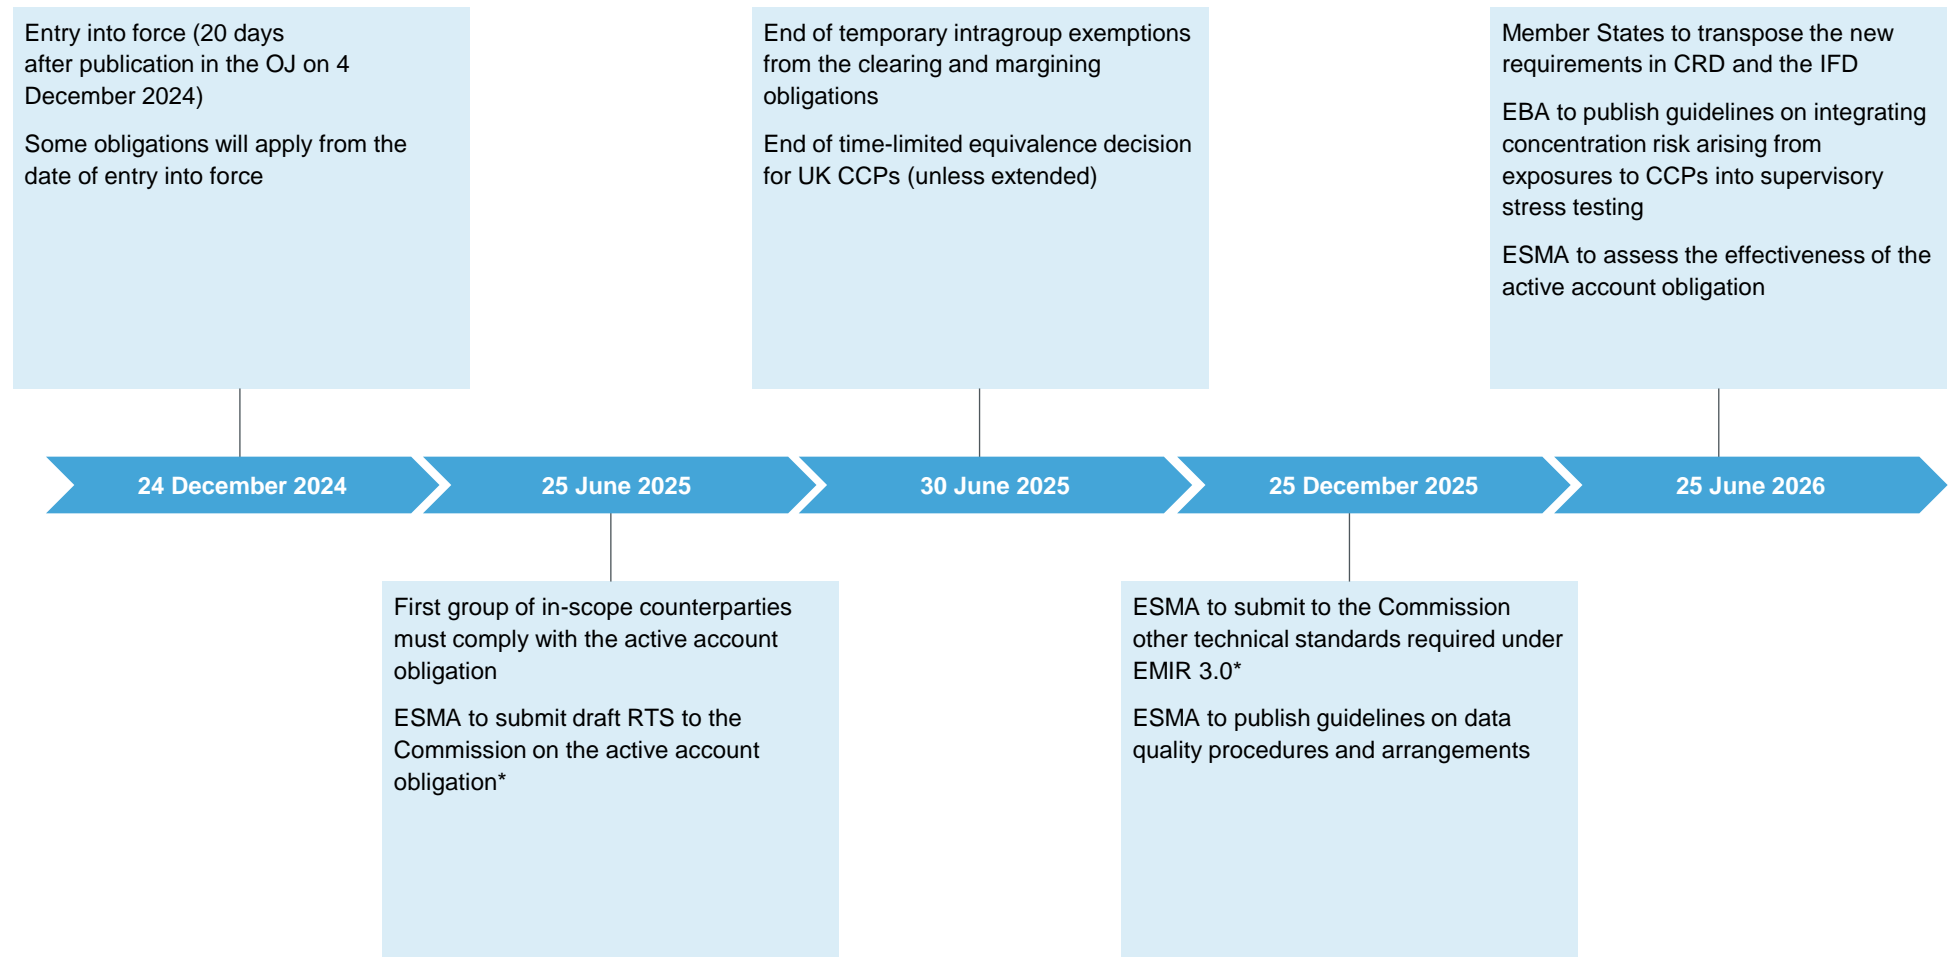 Entry into force (20 days
after publication in the OJ on 4
December 2024)
Some obligations will apply from the
date of entry into force
End of temporary intragroup exemptions
from the clearing and margining
obligations
End of time-limited equivalence decision
for UK CCPs (unless extended)
Member States to transpose the new
requirements in CRD and the IFD
EBA to publish guidelines on integrating
concentration risk arising from
exposures to CCPs into supervisory
stress testing
ESMA to assess the effectiveness of the
active account obligation
24 December 2024
25 June 2025
30 June 2025
25 December 2025
25 June 2026
First group of in-scope counterparties
must comply with the active account
obligation
ESMA to submit draft RTS to the
Commission on the active account
obligation*
ESMA to submit to the Commission
other technical standards required under
EMIR 3.0*
ESMA to publish guidelines on data
quality procedures and arrangements